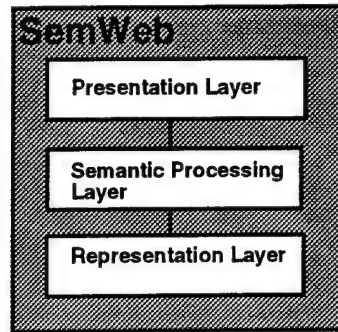 SemWeb
Presentation Layer
Semantic Processing
Layer
Representation Layer